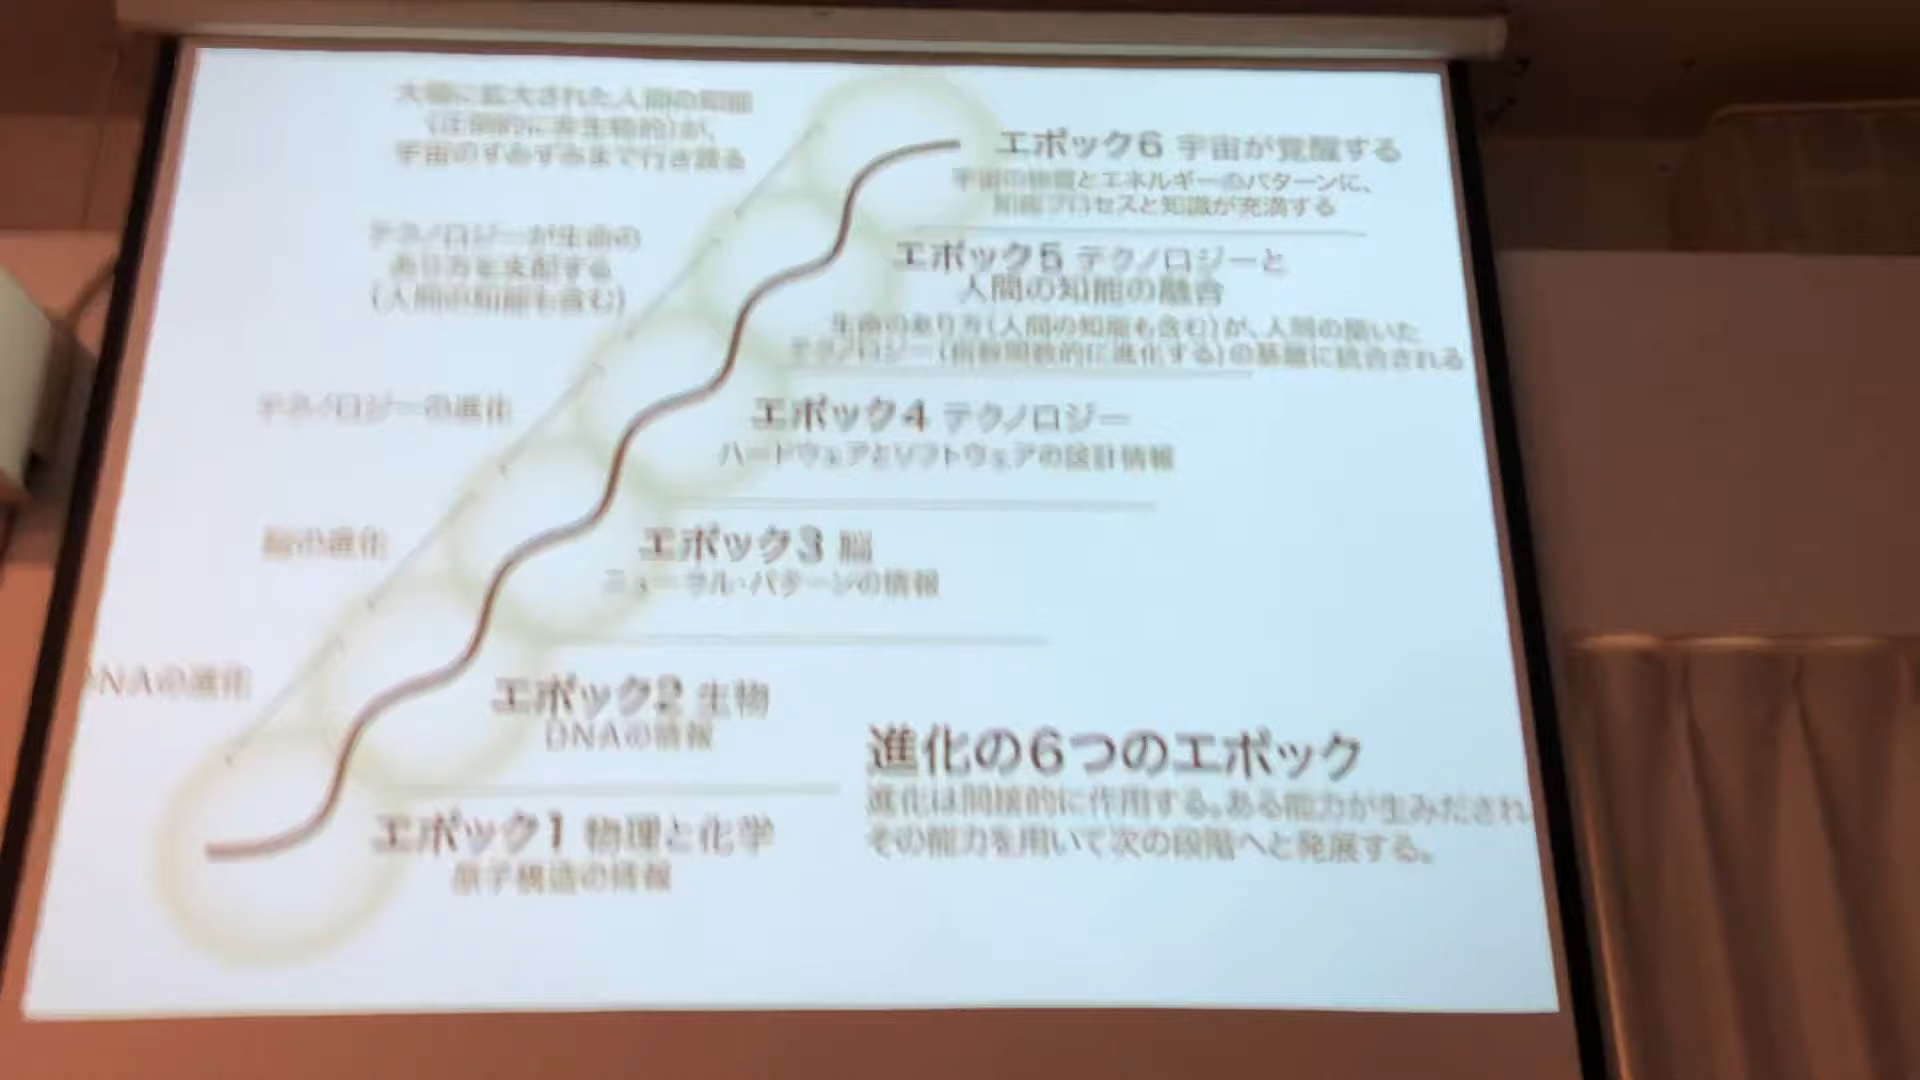 大幅に拡大された人間の知能
(圧倒的に非生物的)が、
宇宙のすみずみまで行き渡る
エポック6 宇宙が覚醒する
宇宙の物質とエネルギーのパターンに、
知能プロセスと知識が充満する
テクノロジーが生命の
あり方を支配する
(人間の知能も含む)
エポック5 テクノロジーと
人間の知能の融合
生命のあり方(人間の知能も含む)が、人間の築いた
テクノロジー(指数関数的に進化する)の基盤に統合される
テクノロジーの進化
エポック4 テクノロジー
ハードウェアとソフトウェアの設計情報
脳の進化
エポック3 脳
ニューラル・パターンの情報
NAの進化
エポック2 生物
DNAの情報
エポック1 物理と化学
原子構造の情報
進化の6つのエポック
進化は間接的に作用する。ある能力が生みだされ
その能力を用いて次の段階へと発展する。